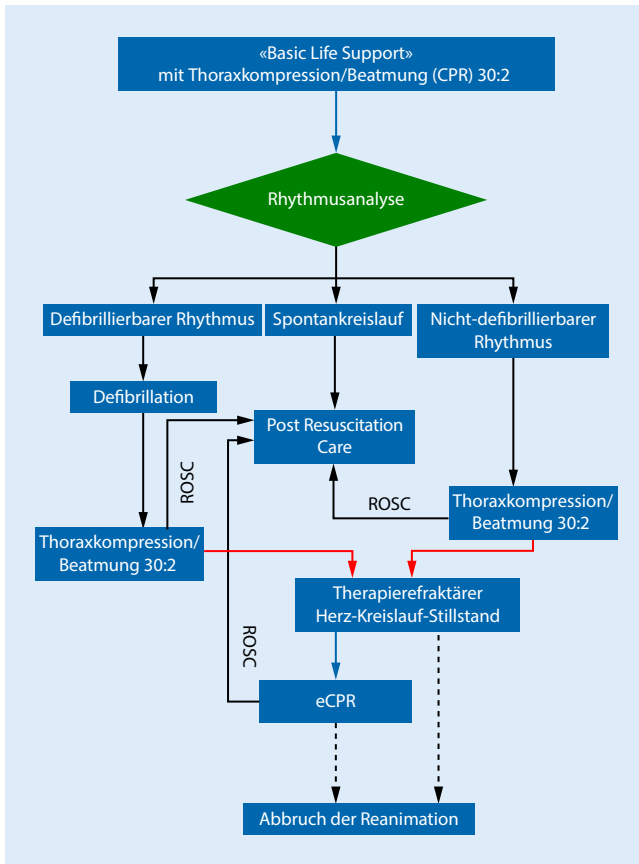 «Basic Life Support»
mit Thoraxkompression/Beatmung (CPR) 30:2
Rhythmusanalyse
Defibrillierbarer Rhythmus
Spontankreislauf
Nicht-defibrillierbarer
Rhythmus
Defibrillation
Post Resuscitation
Care
ROSC
ROSC
Thoraxkompression/
Beatmung 30:2
Thoraxkompression/
Beatmung 30:2
Therapierefraktärer
Herz-Kreislauf-Stillstand
ROSC
eCPR
Abbruch der Reanimation